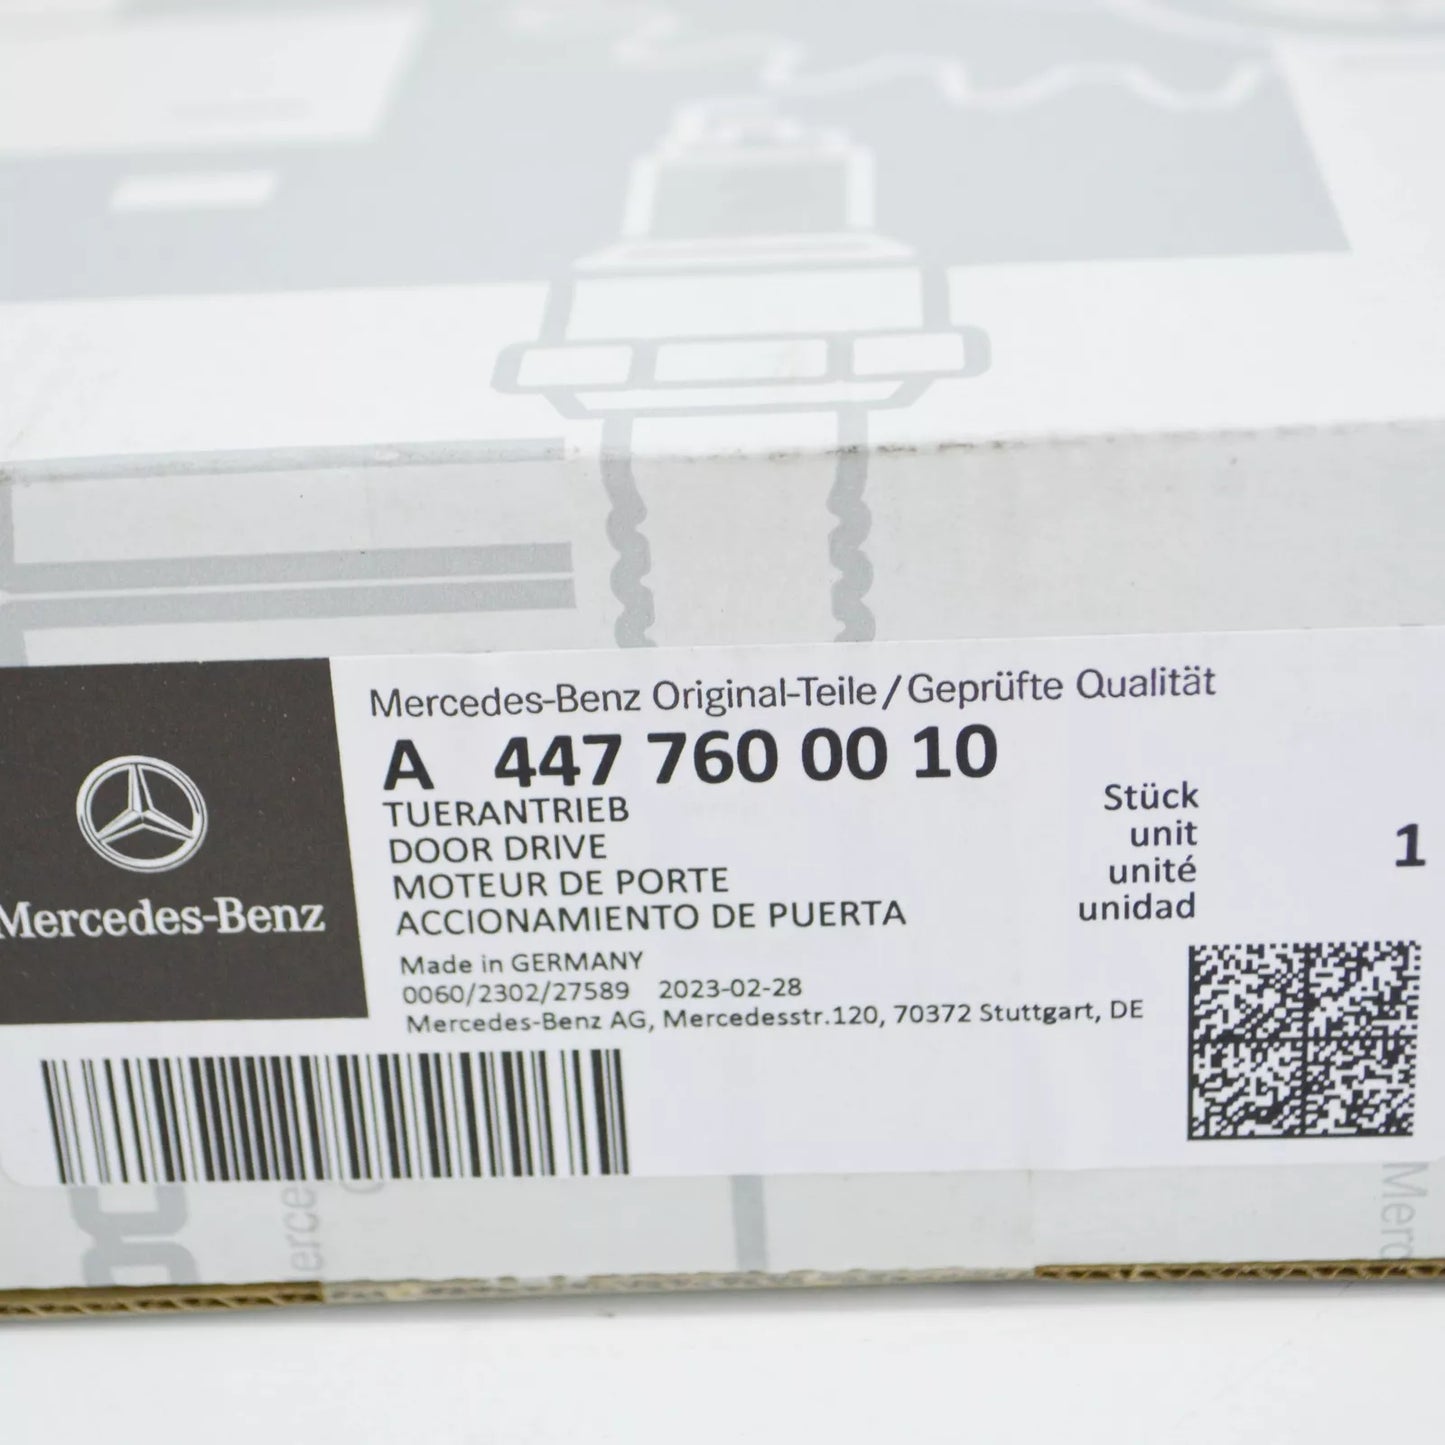 Mercedes-Benz Original-Teile/Geprüfte Qualität
A 447 760 00 10
TUERANTRIEB
DOOR DRIVE
MOTEUR DE PORTE
ACCIONAMIENTO DE PUERTA
Stück
unit
unité
unidad
1
Mercedes-Benz
Made in GERMANY
0060/2302/27589 2023-02-28
Mercedes-Benz AG, Mercedesstr.120, 70372 Stuttgart, DE